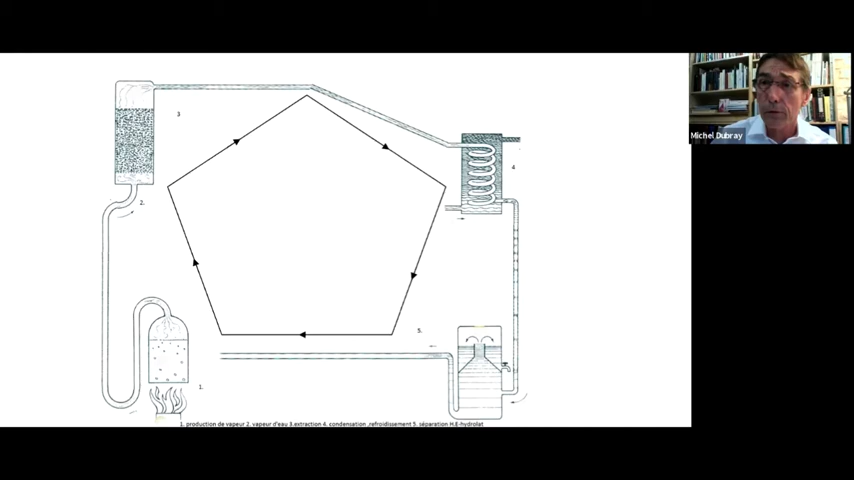 3
Michel Dubray
4
2.
5.
1.
1. production de vapeur 2. vapeur d'eau 3.extraction 4. condensation ,refroidissement 5. séparation H.E-hydrolat